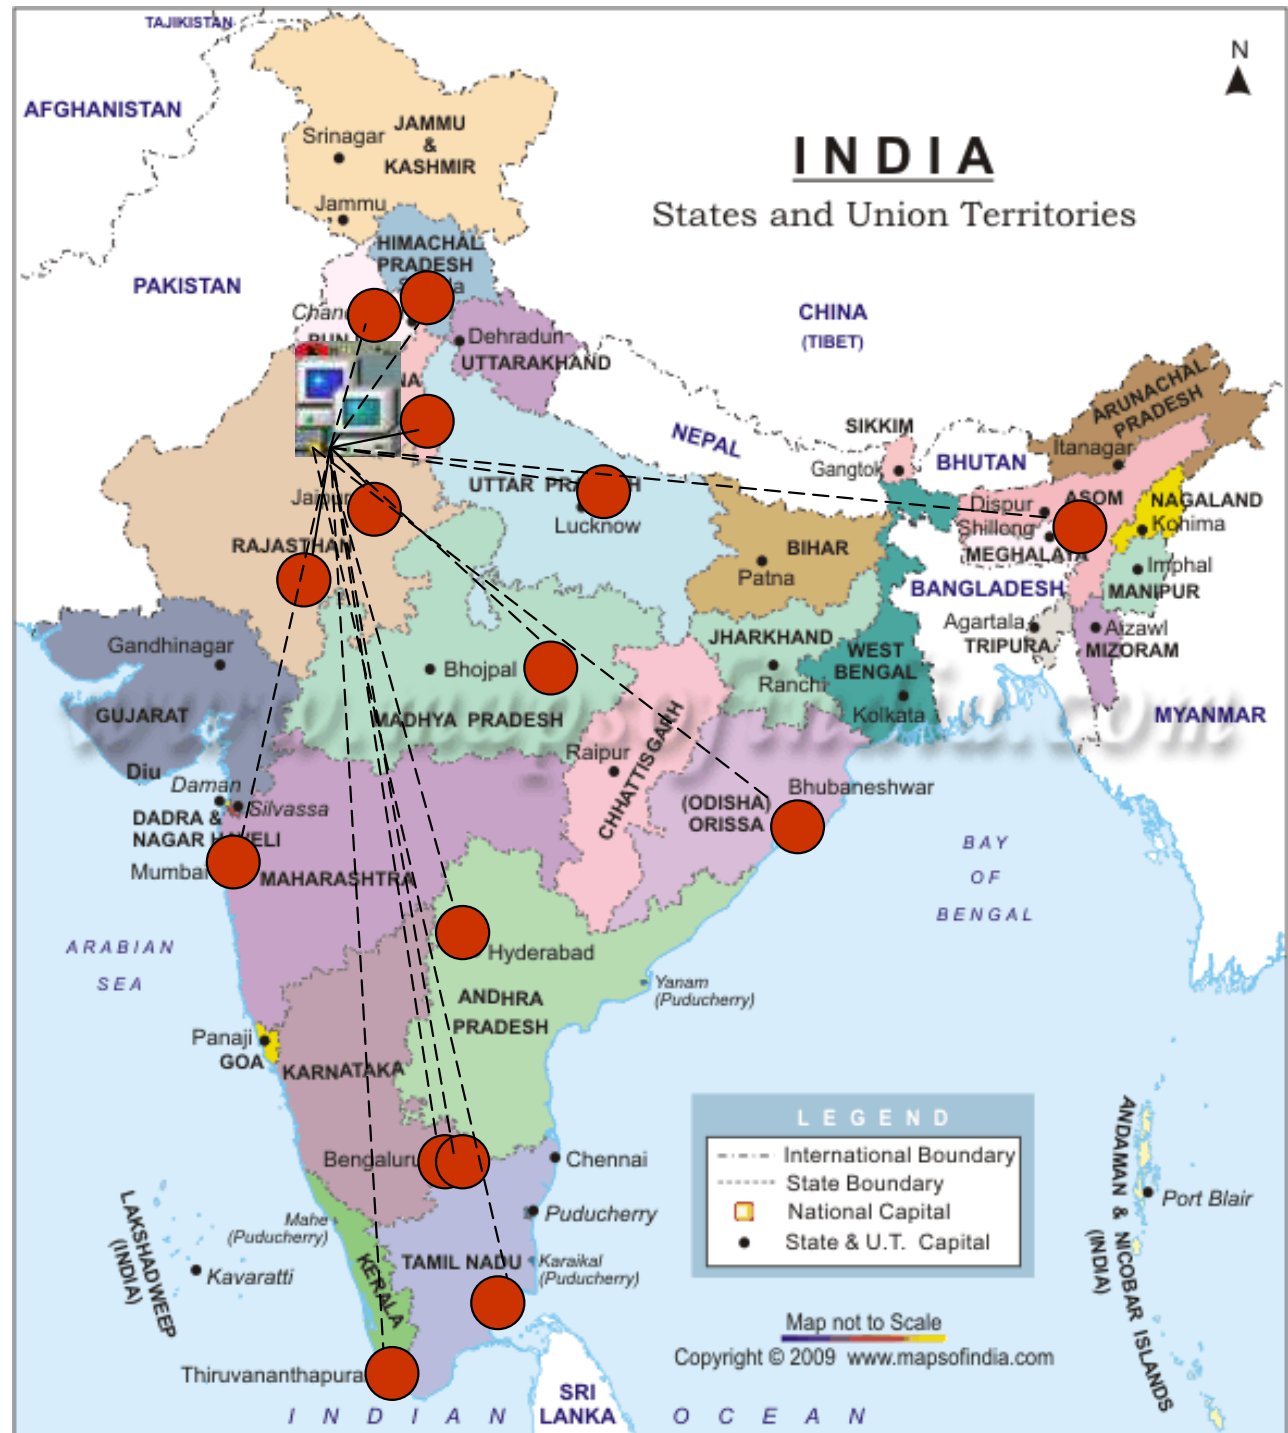 TAJIKISTAN
AFGHANISTAN
N
JAMMU
&
KASHMIR
Srinagar
INDIA
Jammu
States and Union Territories
HIMACHAL
PRADESH
PAKISTAN
CHINA
(TIBET)
Dehradun
UTTARAKHAND
ARUNACHAL
PRADESH
NEPAL
SIKKIM
Gangtok
BHUTAN
Itanagar
UTTAR
Lucknow
Jaipur
Dispur
ASOM
NAGALAND
Shillong
Kohima
MEGHALAYA
RAJASTHAN
BIHAR
Patna
BANGLADESH
Imphal
MANIPUR
Agartala
TRIPURA
Aizawl
MIZORAM
Gandhinagar
JHARKHAND
WEST
BENGAL
Bhojpal
Ranchi
GUJARAT
MADHYA PRADESH
Kolkata
MYANMAR
www.mapsofindia.com
Raipur
CHHATTISGARH
Diu
Daman
Silvassa
DADRA &
NAGAR HAVELI
Bhubaneshwar
(ODISHA)
ORISSA
Mumbai
MAHARASHTRA
BAY
OF
BENGAL
ARABIAN
SEA
Hyderabad
Yanam
(Puducherry)
ANDHRA
PRADESH
Panaji
GOA
KARNATAKA
LEGEND
International Boundary
State Boundary
National Capital
State & U.T. Capital
Bengaluru
Chennai
Puducherry
Mahe
(Puducherry)
TAMIL NADU
Karaikal
(Puducherry)
KERALA
LAKSHADWEEP
(INDIA)
Kavaratti
ANDAMAN & NICOBAR ISLANDS
(INDIA)
Port Blair
Map not to Scale
Copyright © 2009 www.mapsofindia.com
Thiruvananthapura
SRI
LANKA
INDIAN OCEAN